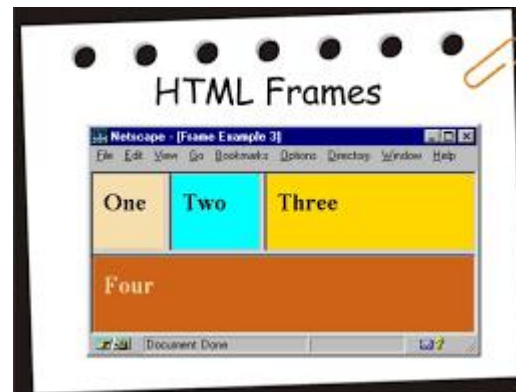 HTML Frames
Netscape - [Frame Example 3]
File Edit View Go Bookmarks Options Directory Window Help
One Two Three
Four
Document Done